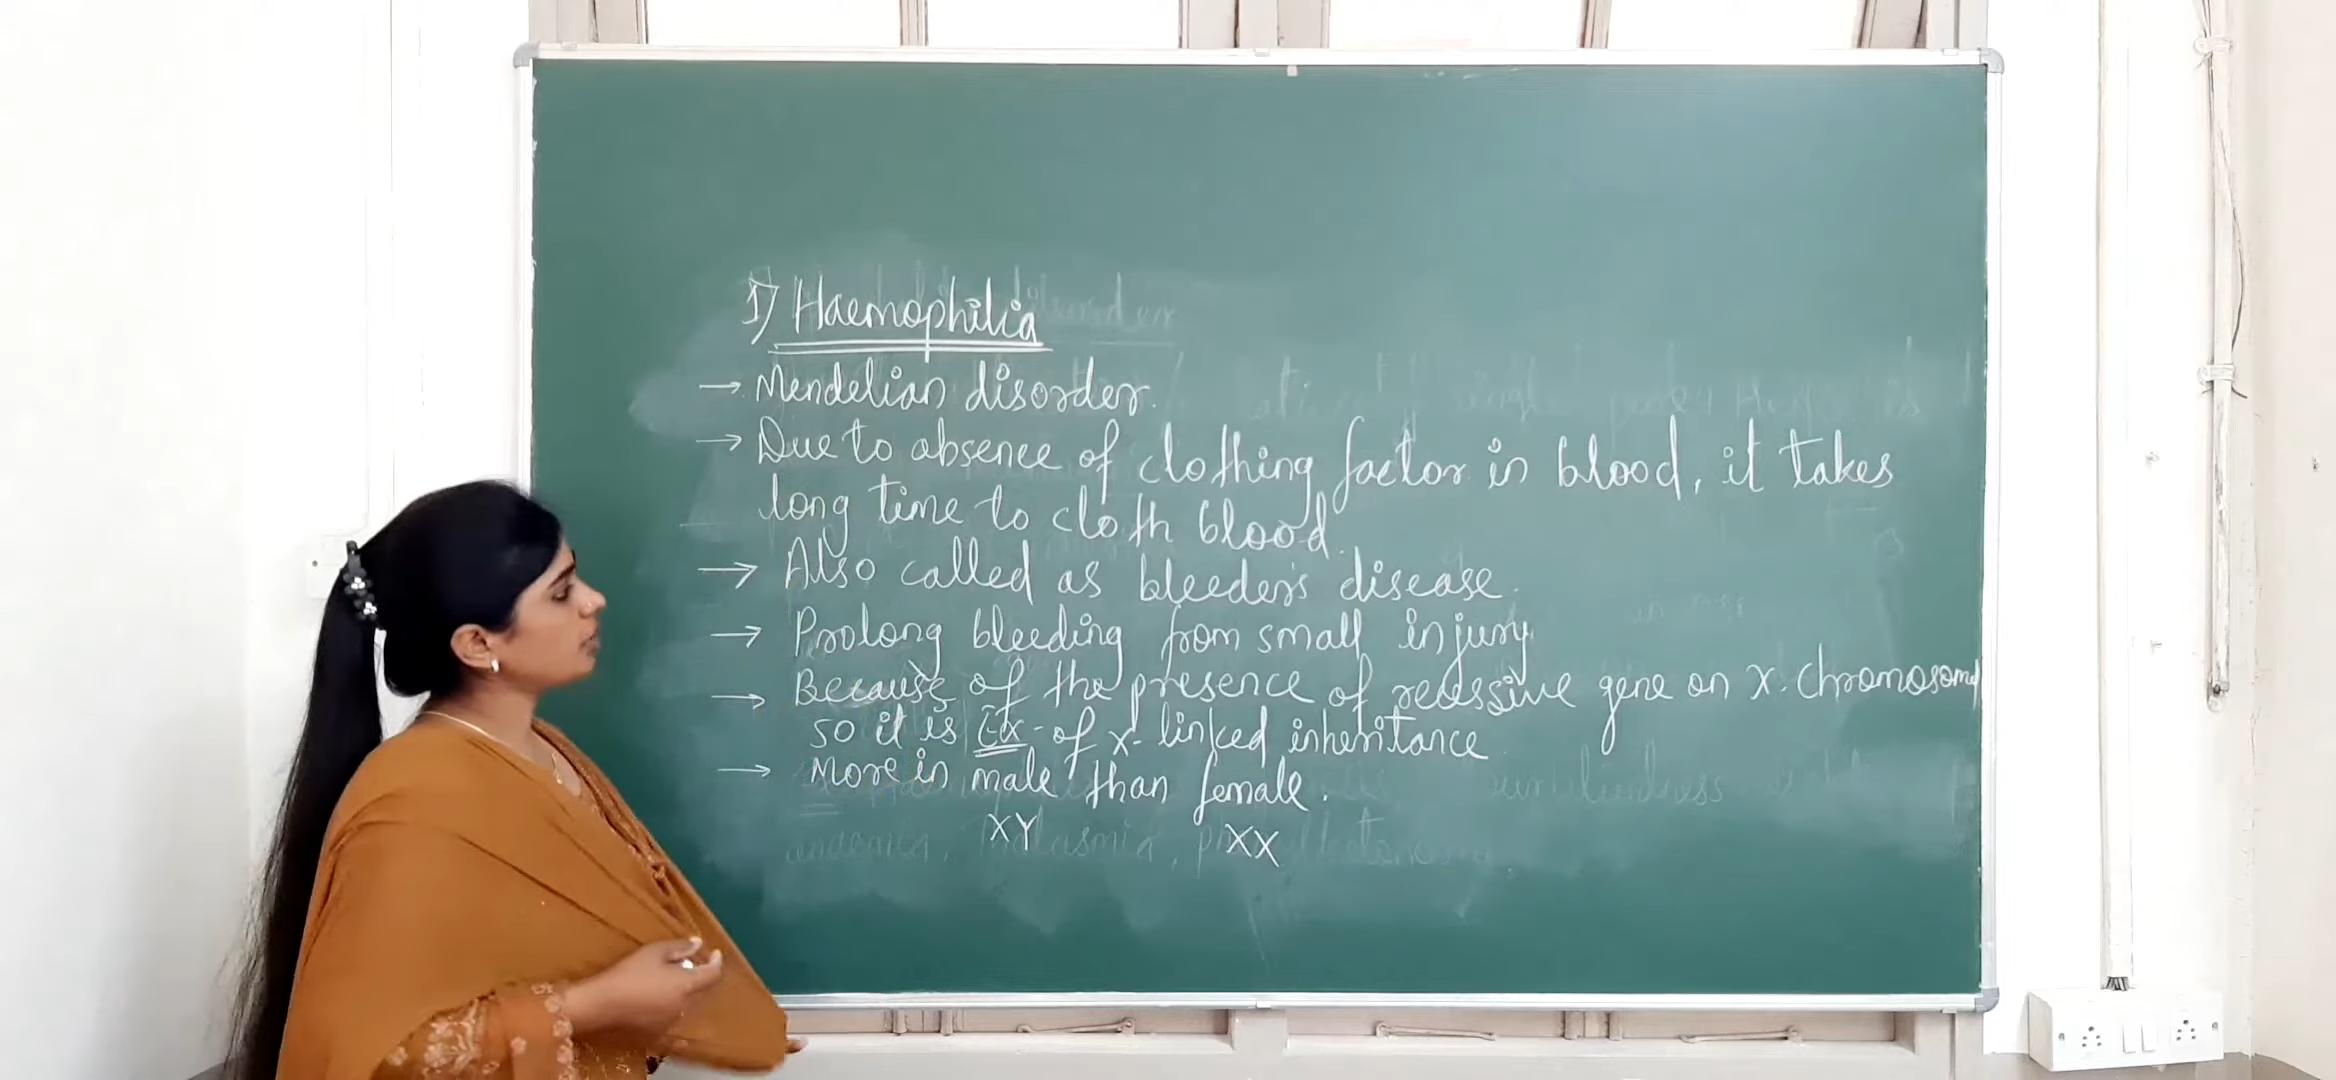 1) Haemophilia
→ Mendelian disorder.
→ Due to absence of clothing factor in blood, it takes
long time to cloth blood.
→ Also called as bleeder's disease.
→ Prolong bleeding from small injury
→ Because of the presence of recessive gene on x. chromosome
so it is Ex- of x- linked inheritance
→ More in male than female.
XY XX